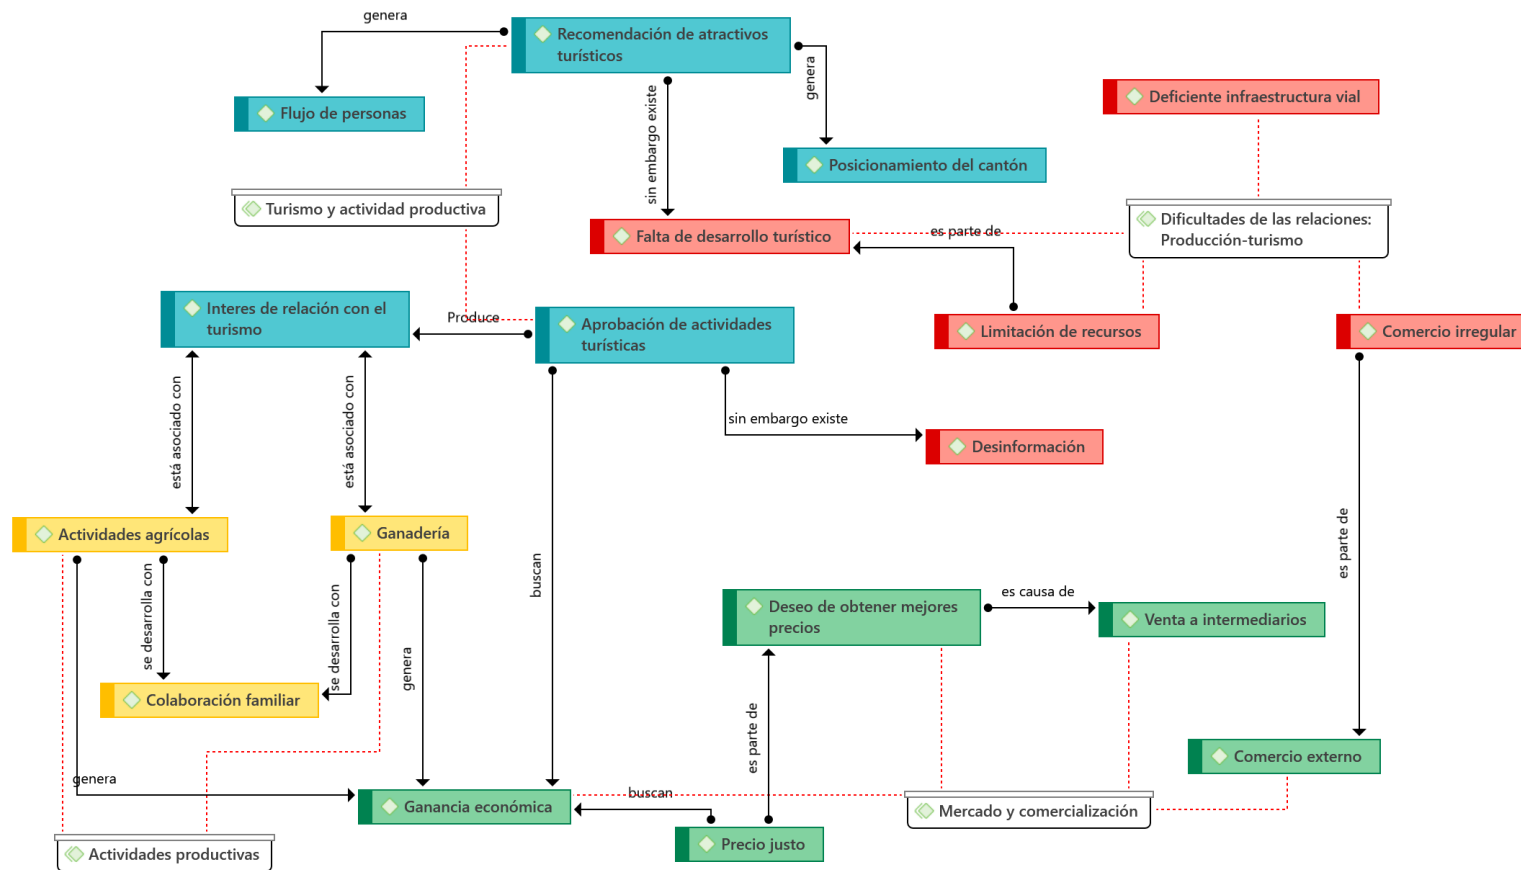 genera
Recomendación de atractivos
turísticos
genera
sin embargo existe
Flujo de personas
Deficiente infraestructura vial
Posicionamiento del cantón
Turismo y actividad productiva
Falta de desarrollo turístico
es parte de
Dificultades de las relaciones:
Producción-turismo
Interes de relación con el
turismo
Produce
Aprobación de actividades
turísticas
Limitación de recursos
Comercio irregular
está asociado con
está asociado con
sin embargo existe
Desinformación
Actividades agrícolas
Ganadería
es parte de
buscan
se desarrolla con
se desarrolla con
genera
Deseo de obtener mejores
precios
es causa de
Venta a intermediarios
Colaboración familiar
es parte de
Comercio externo
genera
Ganancia económica
buscan
Mercado y comercialización
Precio justo
Actividades productivas